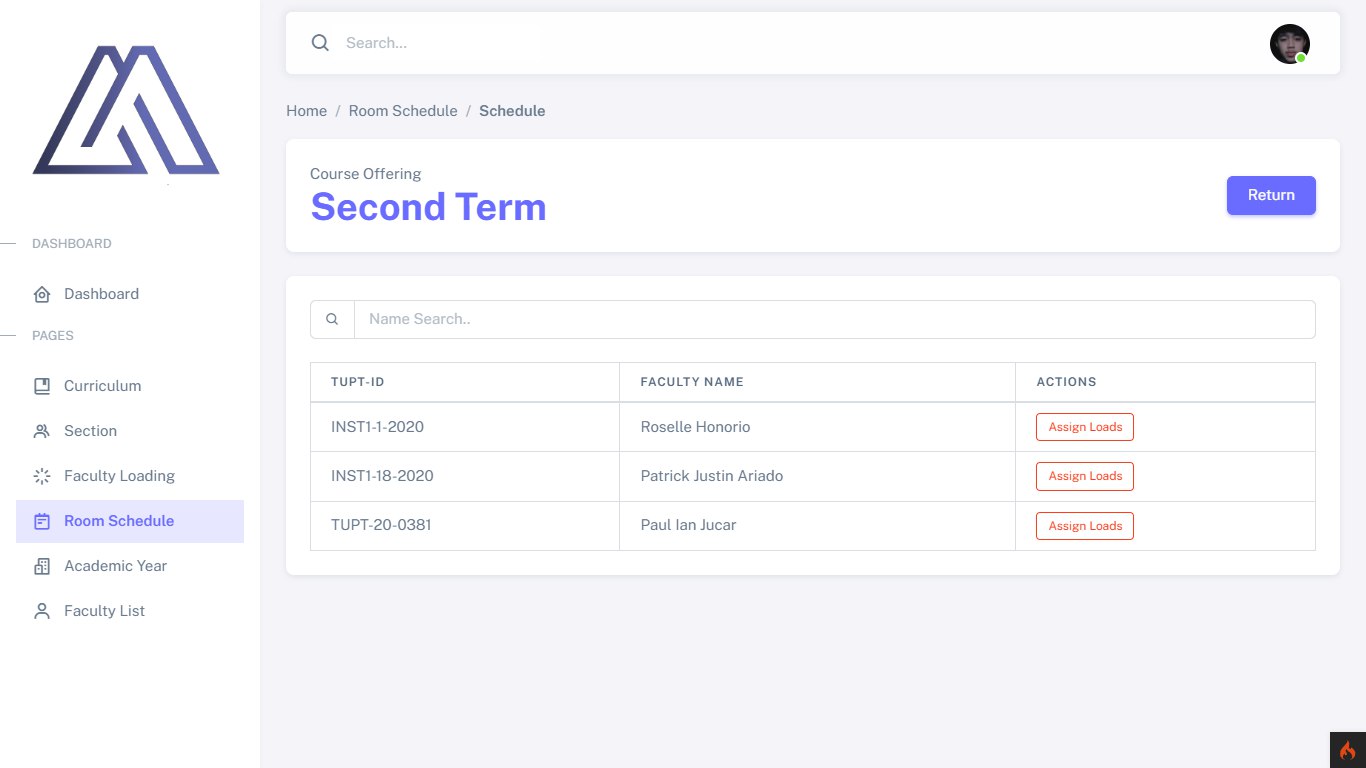 Search...
Home / Room Schedule / Schedule
Course Offering
Second Term
Return
DASHBOARD
Dashboard
PAGES
Curriculum
Section
Faculty Loading
Room Schedule
Academic Year
Faculty List
Name Search..
TUPT-ID FACULTY NAME ACTIONS
INST1-1-2020 Roselle Honorio Assign Loads
INST1-18-2020 Patrick Justin Ariado Assign Loads
TUPT-20-0381 Paul Ian Jucar Assign Loads